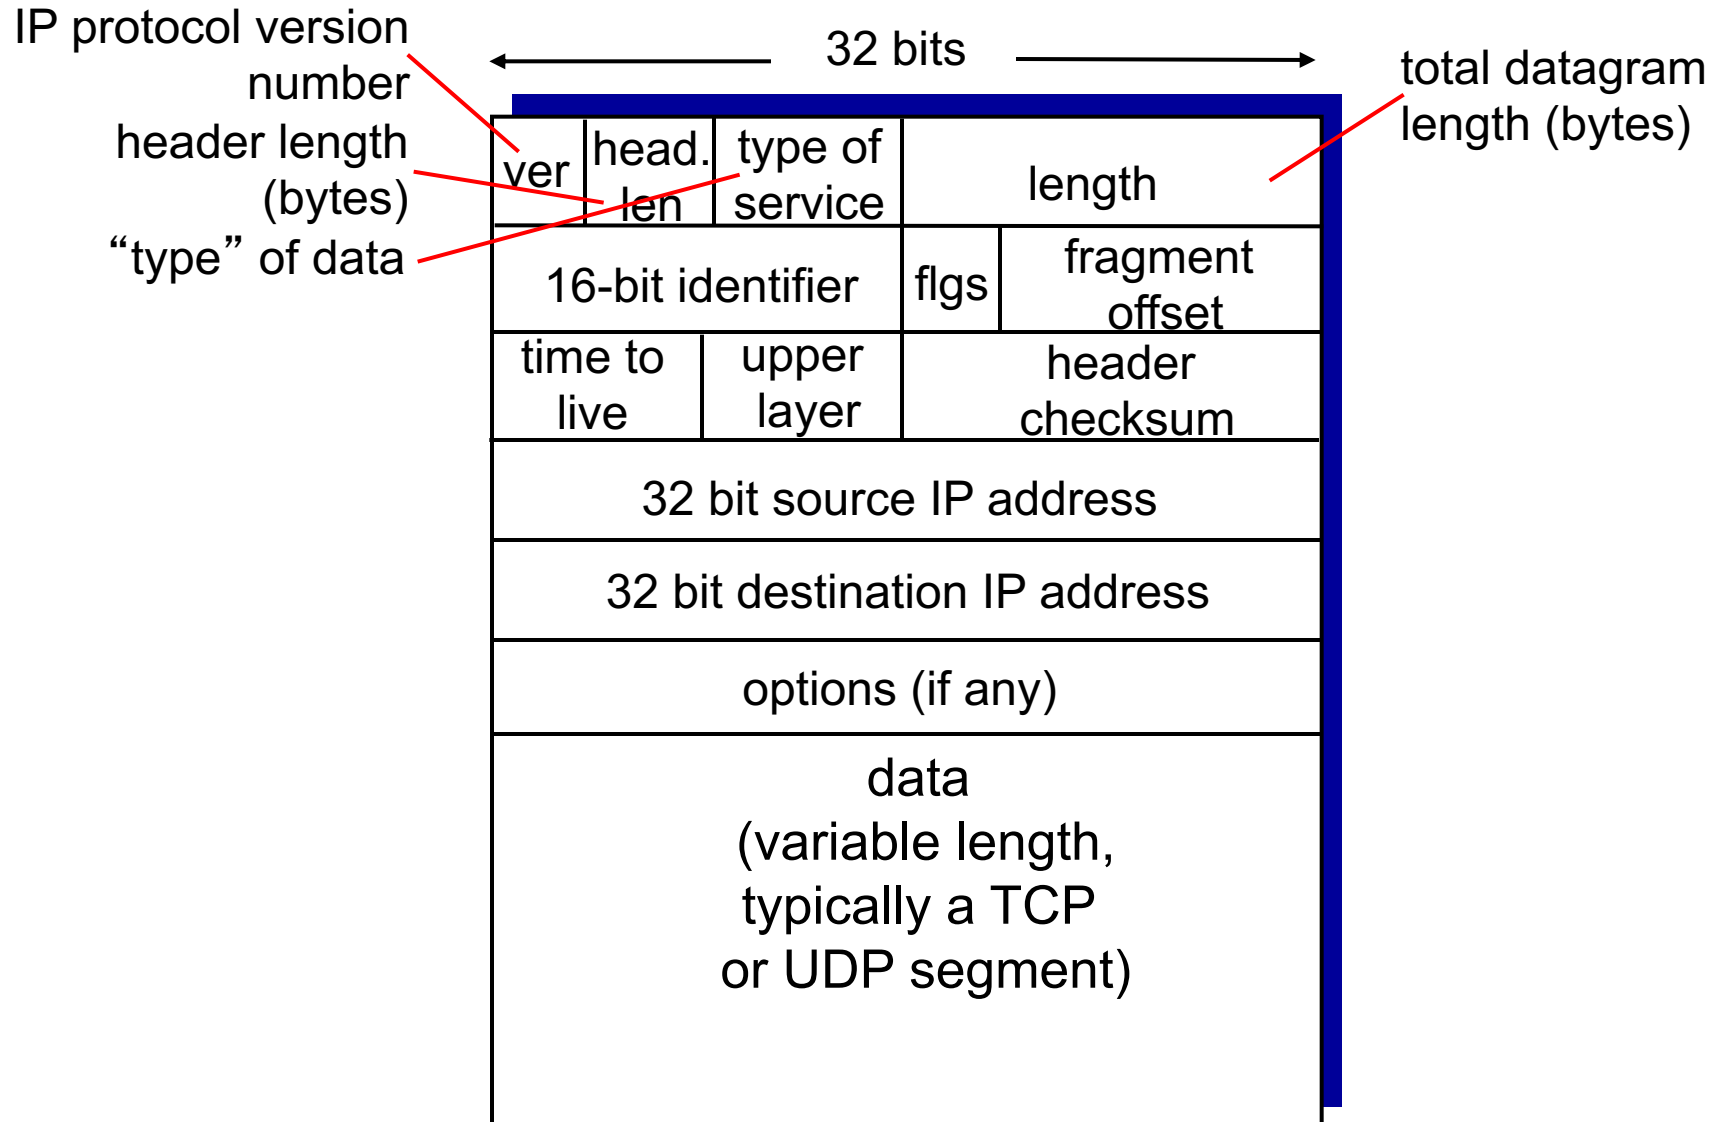 IP protocol version
number
header length
(bytes)
“type” of data
32 bits
total datagram
length (bytes)
ver
head.
len
type of
service
length
16-bit identifier
flgs
fragment
offset
time to
live
upper
layer
header
checksum
32 bit source IP address
32 bit destination IP address
options (if any)
data
(variable length,
typically a TCP
or UDP segment)